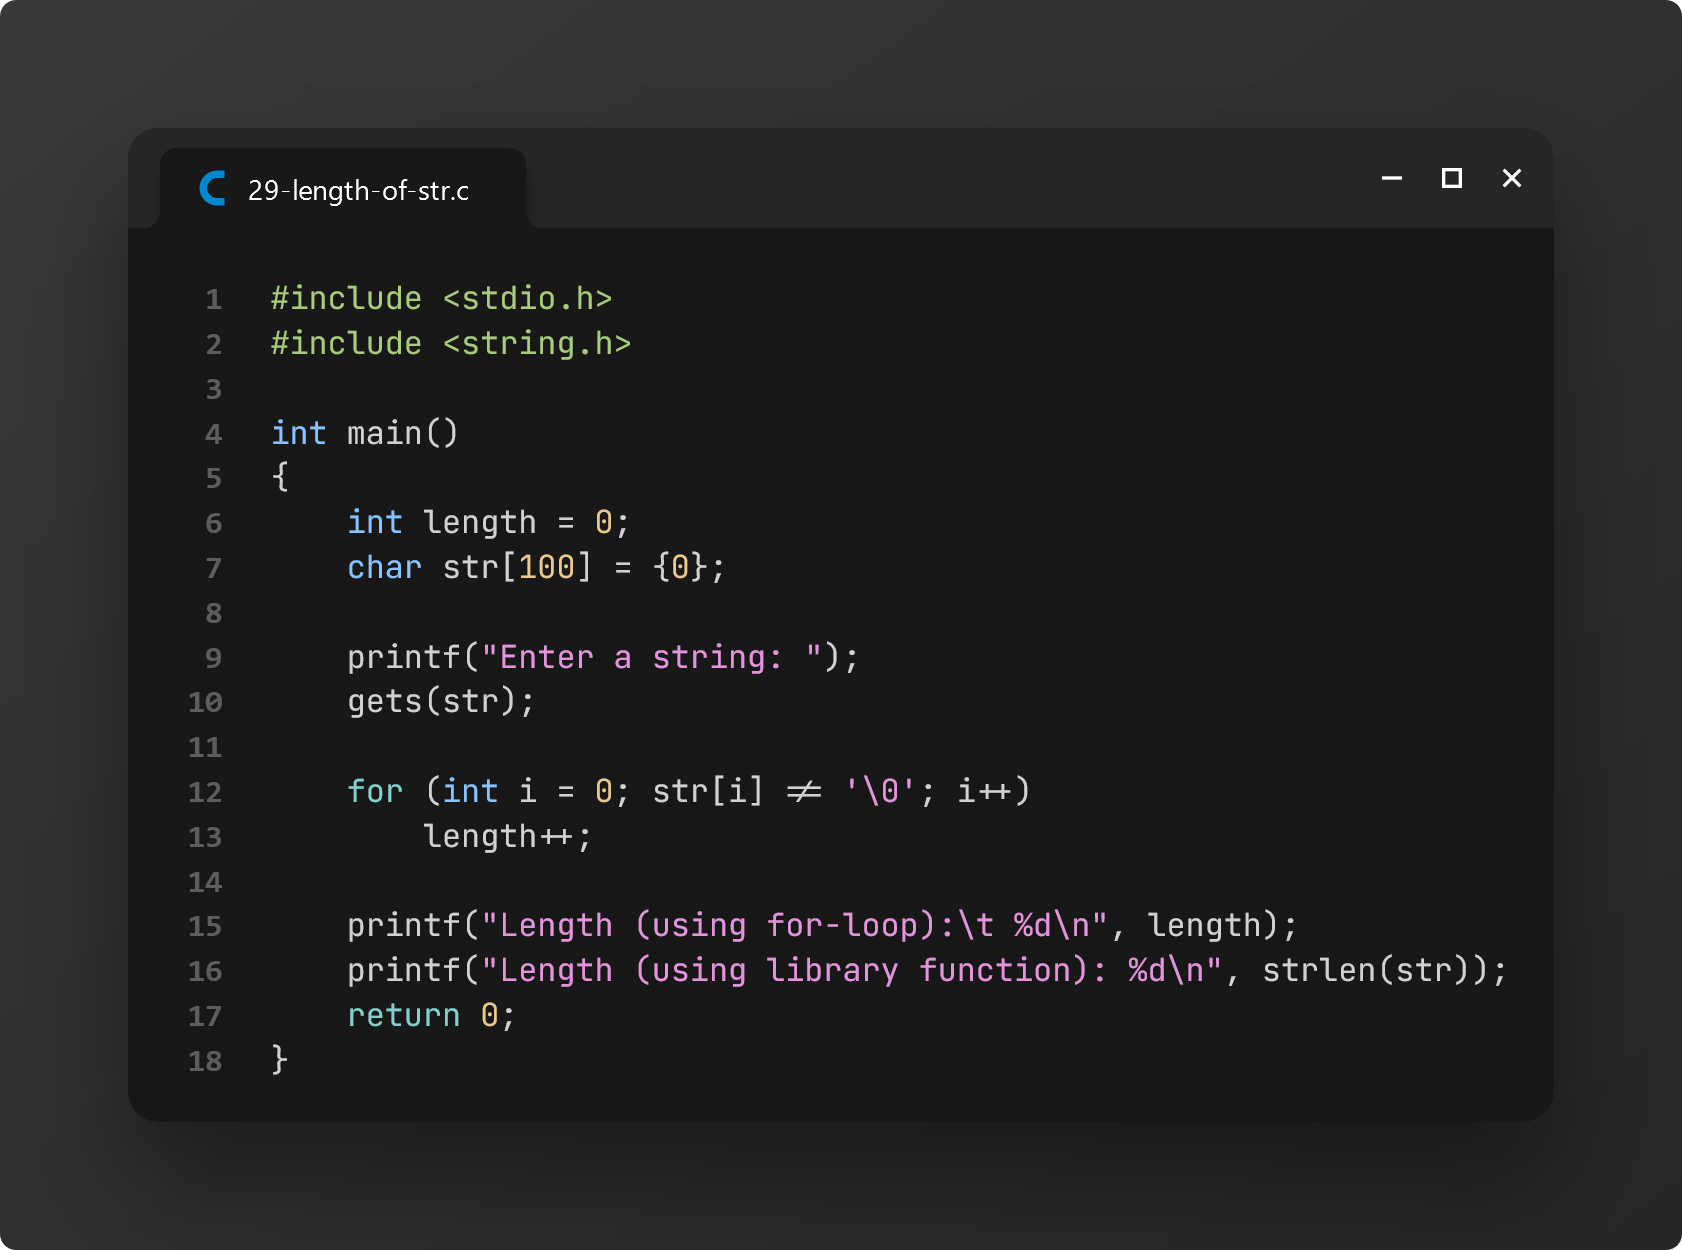 29-length-of-str.c
1 #include <stdio.h>
2 #include <string.h>
3
4 int main()
5 {
6     int length = 0;
7     char str[100] = {0};
8
9     printf("Enter a string: ");
10     gets(str);
11
12     for (int i = 0; str[i] != '\0'; i++)
13         length++;
14
15     printf("Length (using for-loop):\t %d\n", length);
16     printf("Length (using library function): %d\n", strlen(str));
17     return 0;
18 }